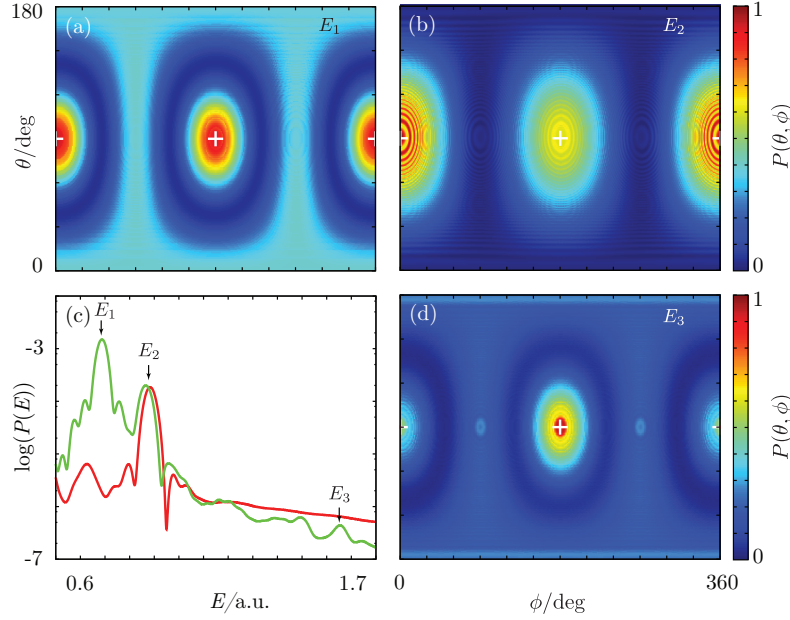 180 (a) E₁
θ/deg
0
(b) E₂
1
P(θ, ϕ)
0
(c) E₁
E₂
E₃
-3
log(P(E))
-7
0.6 1.7
E/a.u.
(d) E₃
1
P(θ, ϕ)
0
0 360
ϕ/deg